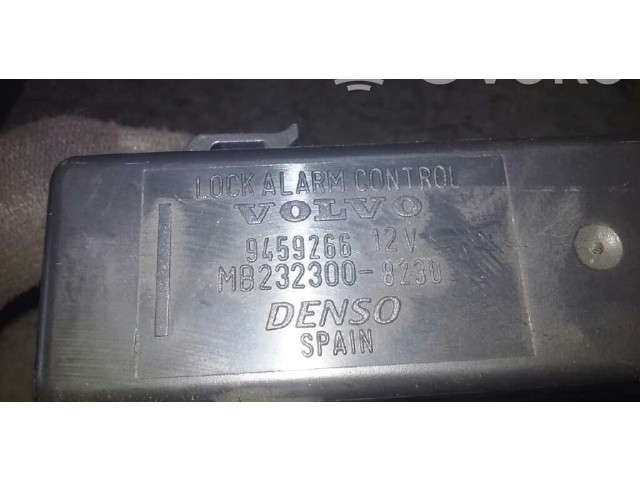 LOCK ALARM CONTROL
VOLVO
9459266 12V
MB232300-8230
DENSO
SPAIN